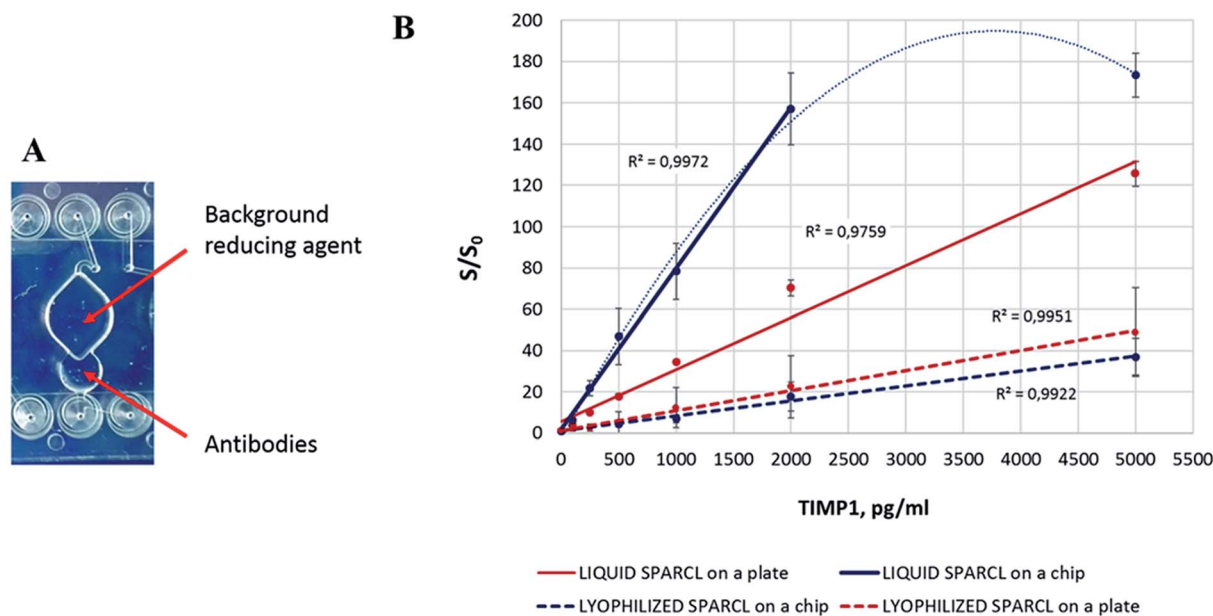 A
Background
reducing agent
Antibodies
B
S/S₀
200
180
160
140
120
100
80
60
40
20
0
R² = 0,9972
R² = 0,9759
R² = 0,9951
R² = 0,9922
0 500 1000 1500 2000 2500 3000 3500 4000 4500 5000 5500
TIMP1, pg/ml
LIQUID SPARCL on a plate
LIQUID SPARCL on a chip
LYOPHILIZED SPARCL on a chip
LYOPHILIZED SPARCL on a plate